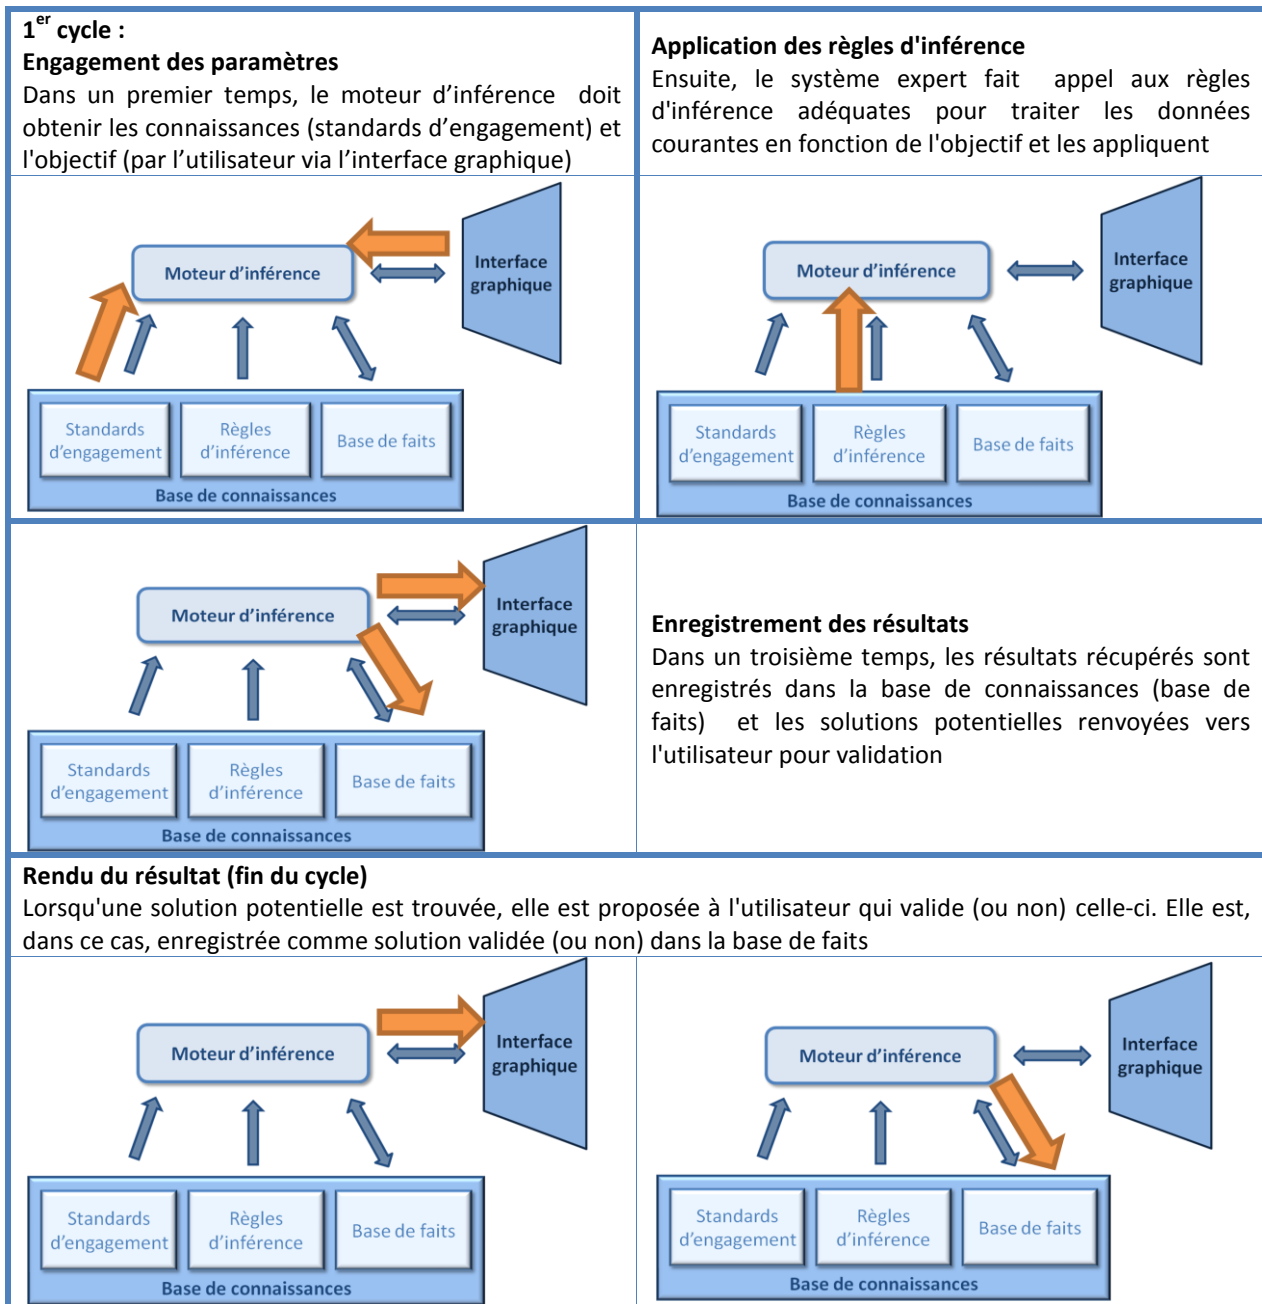 1er cycle :
Engagement des paramètres
Dans un premier temps, le moteur d’inférence doit
obtenir les connaissances (standards d’engagement) et
l'objectif (par l’utilisateur via l’interface graphique)
Application des règles d'inférence
Ensuite, le système expert fait appel aux règles
d'inférence adéquates pour traiter les données
courantes en fonction de l'objectif et les appliquent
Moteur d’inférence
Interface
graphique
Standards
d’engagement
Règles
d’inférence
Base de faits
Base de connaissances
Moteur d’inférence
Interface
graphique
Standards
d’engagement
Règles
d’inférence
Base de faits
Base de connaissances
Moteur d’inférence
Interface
graphique
Standards
d’engagement
Règles
d’inférence
Base de faits
Base de connaissances
Enregistrement des résultats
Dans un troisième temps, les résultats récupérés sont
enregistrés dans la base de connaissances (base de
faits) et les solutions potentielles renvoyées vers
l'utilisateur pour validation
Rendu du résultat (fin du cycle)
Lorsqu'une solution potentielle est trouvée, elle est proposée à l'utilisateur qui valide (ou non) celle-ci. Elle est,
dans ce cas, enregistrée comme solution validée (ou non) dans la base de faits
Moteur d’inférence
Interface
graphique
Standards
d’engagement
Règles
d’inférence
Base de faits
Base de connaissances
Moteur d’inférence
Interface
graphique
Standards
d’engagement
Règles
d’inférence
Base de faits
Base de connaissances